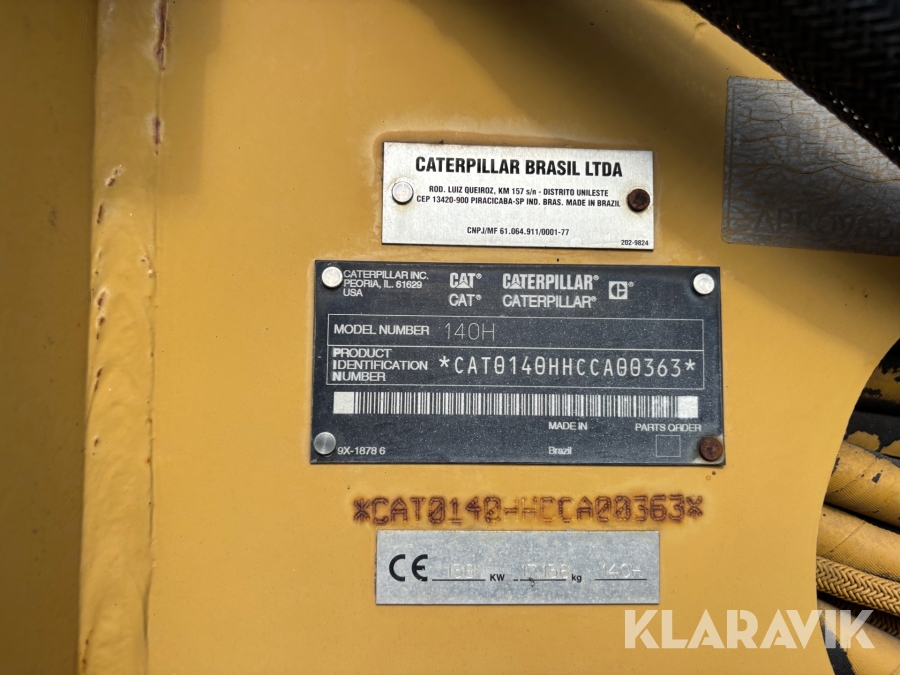 CATERPILLAR BRASIL LTDA
ROD. LUIZ QUEIROZ, KM 157 s/n - DISTRITO UNILESTE
CEP 13420-900 PIRACICABA-SP IND. BRAS. MADE IN BRAZIL
CNPJ/MF 61.064.911/0001-77
202-9824
CATERPILLAR INC.
PEORIA, IL. 61629
USA
CAT® CATERPILLAR®
CAT® CATERPILLAR®
MODEL NUMBER 140H
PRODUCT
IDENTIFICATION
NUMBER
*CAT0140HHCCA00363*
MADE IN PARTS ORDER
9X-1878 6 Brazil
*CAT0140HHCCA00363*
CE KW kg 140H
KLARAVIK